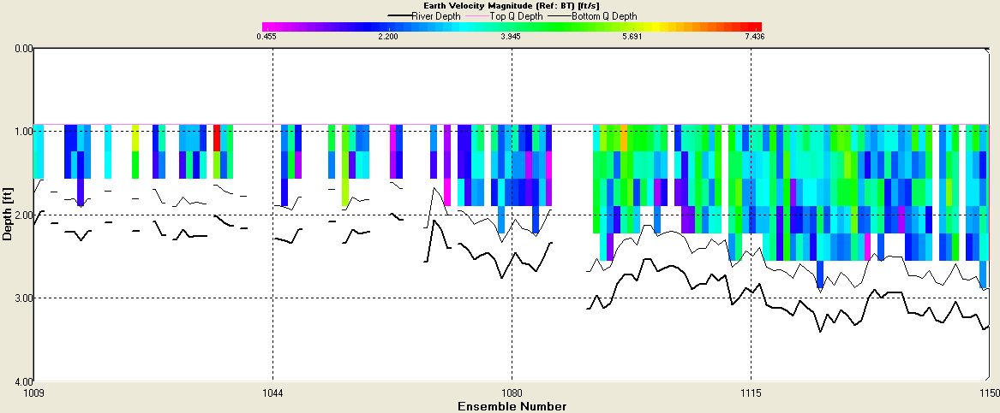 Earth Velocity Magnitude (Ref: BT) [ft/s]
River Depth Top Q Depth Bottom Q Depth
0.455 2.200 3.945 5.691 7.436
0.00
1.00
2.00
3.00
4.00
Depth [ft]
1009 1044 1080 1115 1150
Ensemble Number